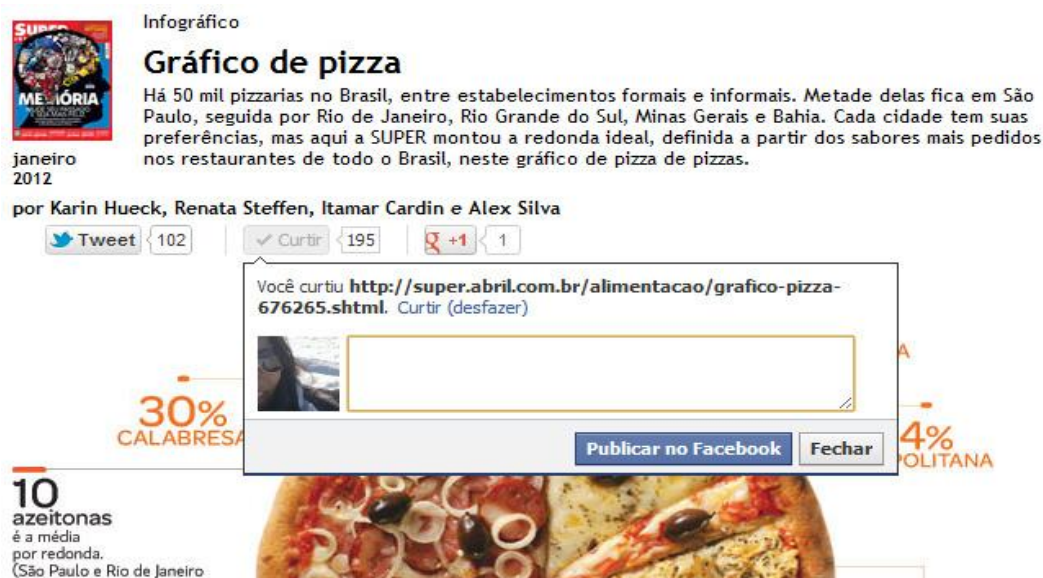 SUPER
MEMÓRIA
Infográfico
Gráfico de pizza
Há 50 mil pizzarias no Brasil, entre estabelecimentos formais e informais. Metade delas fica em São
Paulo, seguida por Rio de Janeiro, Rio Grande do Sul, Minas Gerais e Bahia. Cada cidade tem suas
preferências, mas aqui a SUPER montou a redonda ideal, definida a partir dos sabores mais pedidos
nos restaurantes de todo o Brasil, neste gráfico de pizza de pizzas.
janeiro
2012
por Karin Hueck, Renata Steffen, Itamar Cardin e Alex Silva
Tweet 102 Curtir 195 +1 1
Você curtiu http://super.abril.com.br/alimentacao/grafico-pizza-
676265.shtml. Curtir (desfazer)
A
30%
CALABRESA
Publicar no Facebook Fechar
4%
POLITANA
10
azeitonas
é a média
por redonda.
(São Paulo e Rio de Janeiro